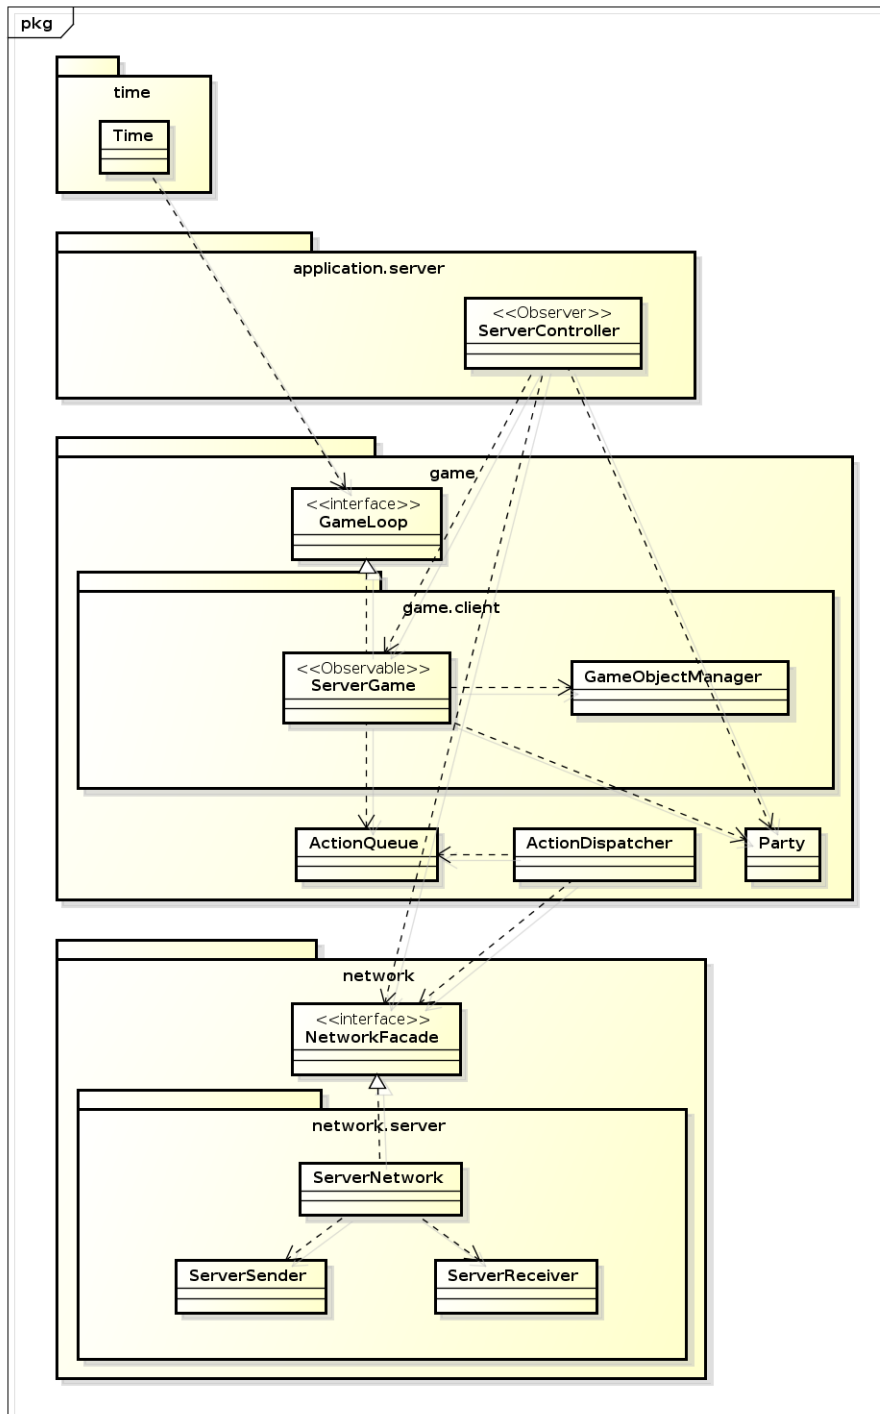 pkg
time
Time
application.server
<<Observer>>
ServerController
game
<<interface>>
GameLoop
game.client
<<Observable>>
ServerGame
GameObjectManager
ActionQueue
ActionDispatcher
Party
network
<<interface>>
NetworkFacade
network.server
ServerNetwork
ServerSender
ServerReceiver